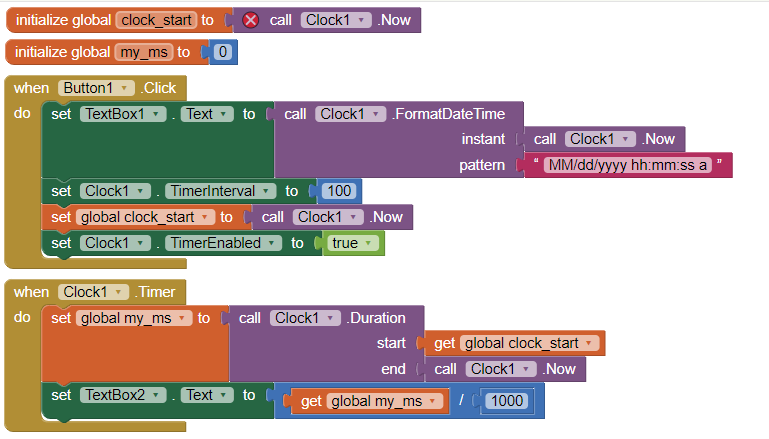 initialize global clock_start to call Clock1 .Now
initialize global my_ms to 0
when Button1 .Click
do set TextBox1 . Text to call Clock1 .FormatDateTime
instant call Clock1 .Now
pattern “ MM/dd/yyyy hh:mm:ss a ”
set Clock1 . TimerInterval to 100
set global clock_start to call Clock1 .Now
set Clock1 . TimerEnabled to true
when Clock1 .Timer
do set global my_ms to call Clock1 .Duration
start get global clock_start
end call Clock1 .Now
set TextBox2 . Text to get global my_ms / 1000